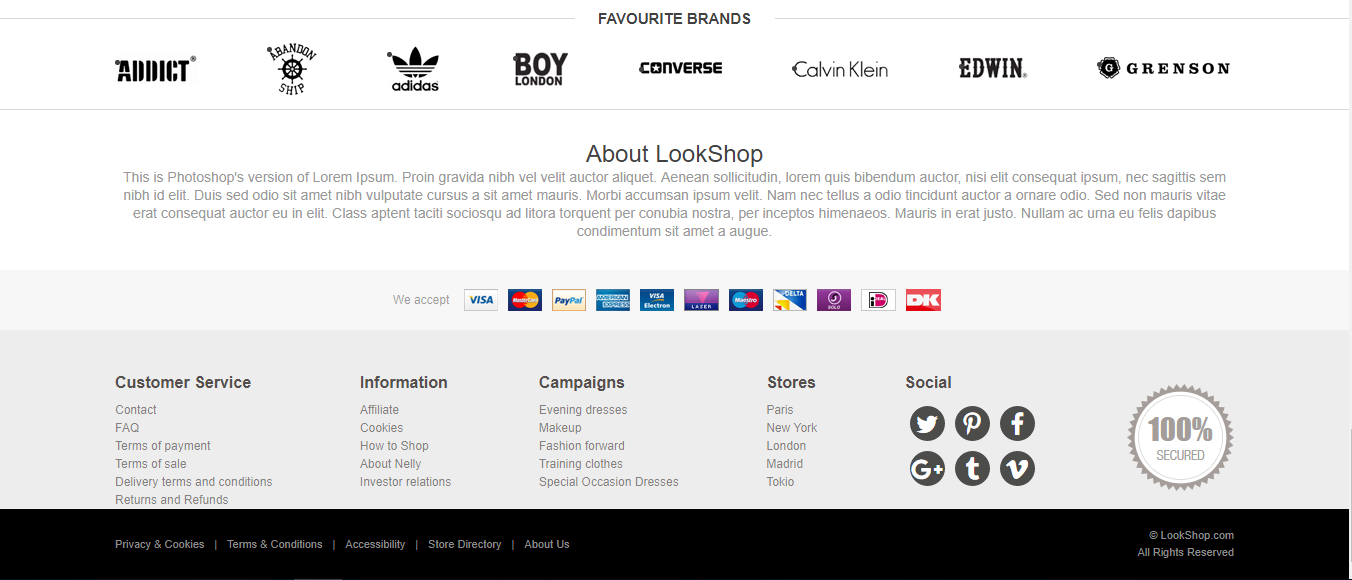 FAVOURITE BRANDS
ADDICT®
ABANDON SHIP
adidas
BOY LONDON
CONVERSE
Calvin Klein
EDWIN®
G GRENSON
About LookShop
This is Photoshop's version of Lorem Ipsum. Proin gravida nibh vel velit auctor aliquet. Aenean sollicitudin, lorem quis bibendum auctor, nisi elit consequat ipsum, nec sagittis sem
nibh id elit. Duis sed odio sit amet nibh vulputate cursus a sit amet mauris. Morbi accumsan ipsum velit. Nam nec tellus a odio tincidunt auctor a ornare odio. Sed non mauris vitae
erat consequat auctor eu in elit. Class aptent taciti sociosqu ad litora torquent per conubia nostra, per inceptos himenaeos. Mauris in erat justo. Nullam ac urna eu felis dapibus
condimentum sit amet a augue.
We accept
VISA
MasterCard
PayPal
AMERICAN EXPRESS
VISA Electron
LASER
Maestro
DELTA
SOLO
iDEAL
DK
Customer Service
Contact
FAQ
Terms of payment
Terms of sale
Delivery terms and conditions
Returns and Refunds
Information
Affiliate
Cookies
How to Shop
About Nelly
Investor relations
Campaigns
Evening dresses
Makeup
Fashion forward
Training clothes
Special Occasion Dresses
Stores
Paris
New York
London
Madrid
Tokio
Social
G+
100%
SECURED
Privacy & Cookies | Terms & Conditions | Accessibility | Store Directory | About Us
© LookShop.com
All Rights Reserved